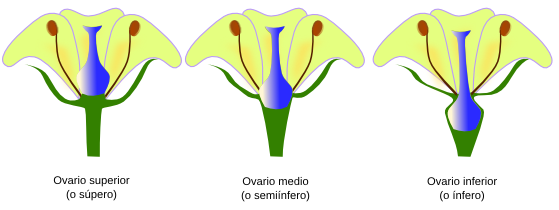 Ovario superior
(o súpero)
Ovario medio
(o semiínfero)
Ovario inferior
(o ínfero)